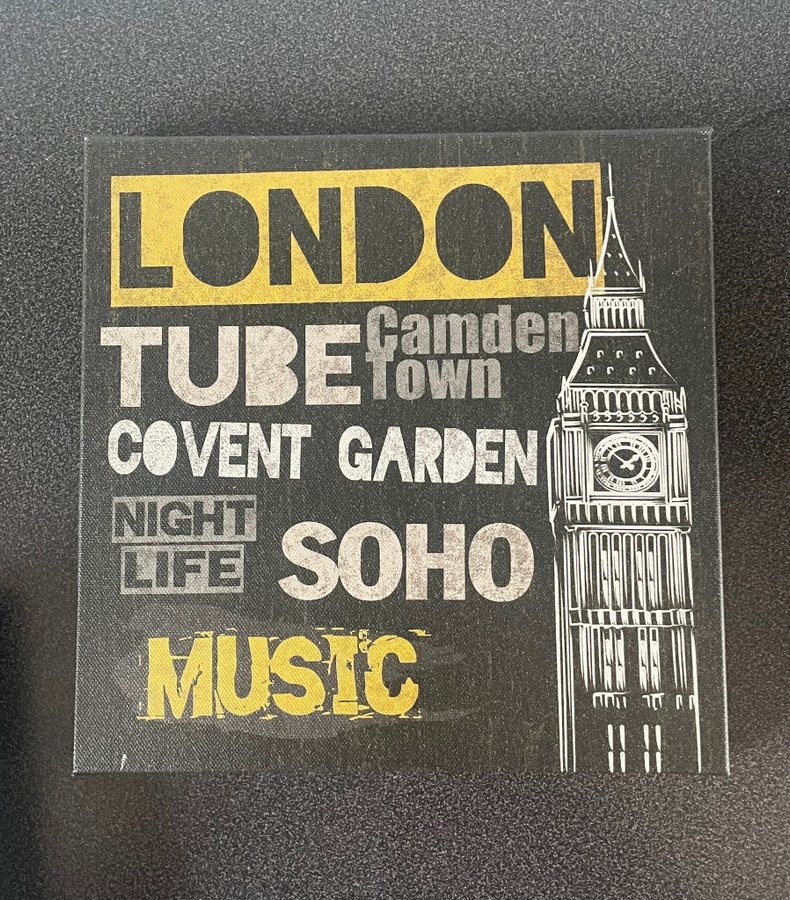 LONDON
TUBE
Camden
Town
COVENT GARDEN
NIGHT
LIFE
SOHO
MUSIC